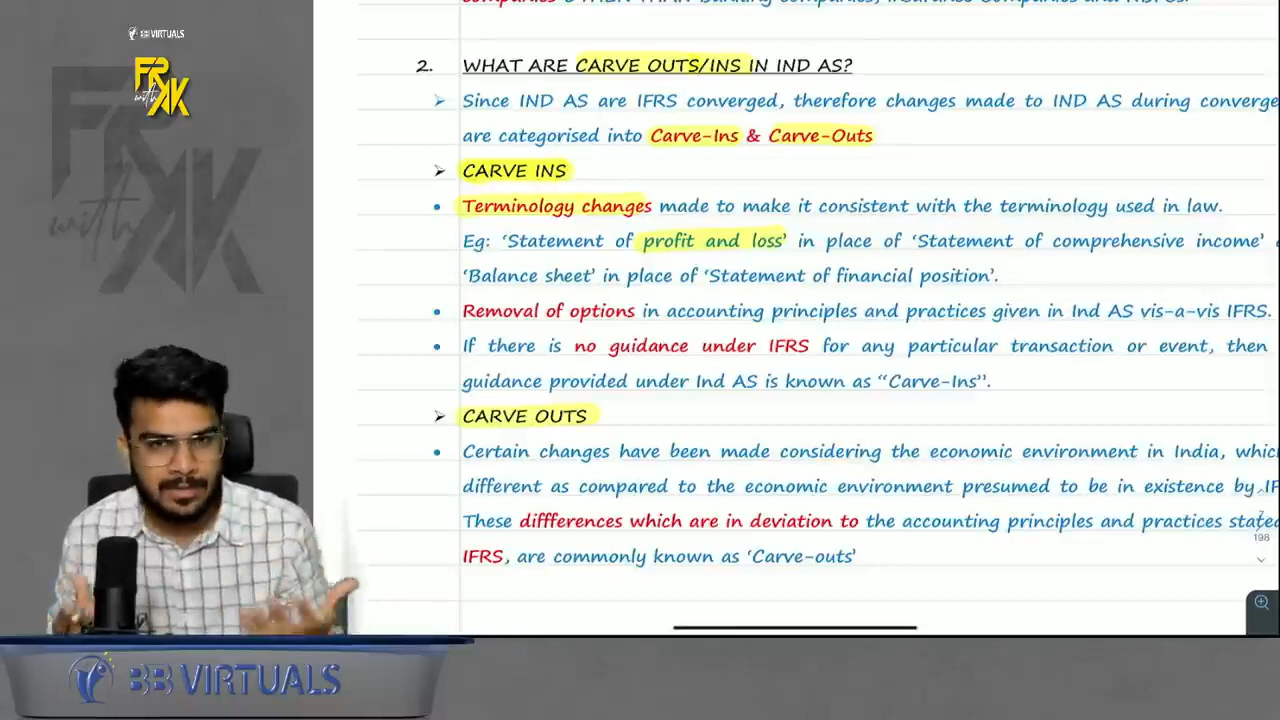 BB VIRTUALS
FR
with
AK
2. WHAT ARE CARVE OUTS/INS IN IND AS?
➢ Since IND AS are IFRS converged, therefore changes made to IND AS during converge
are categorised into Carve-Ins & Carve-Outs
➢ CARVE INS
• Terminology changes made to make it consistent with the terminology used in law.
Eg: ‘Statement of profit and loss’ in place of ‘Statement of comprehensive income’
‘Balance sheet’ in place of ‘Statement of financial position’.
• Removal of options in accounting principles and practices given in Ind AS vis-a-vis IFRS.
• If there is no guidance under IFRS for any particular transaction or event, then
guidance provided under Ind AS is known as “Carve-Ins”.
➢ CARVE OUTS
• Certain changes have been made considering the economic environment in India, whic
different as compared to the economic environment presumed to be in existence by IF
These diffferences which are in deviation to the accounting principles and practices stated
IFRS, are commonly known as ‘Carve-outs’
198
BB VIRTUALS